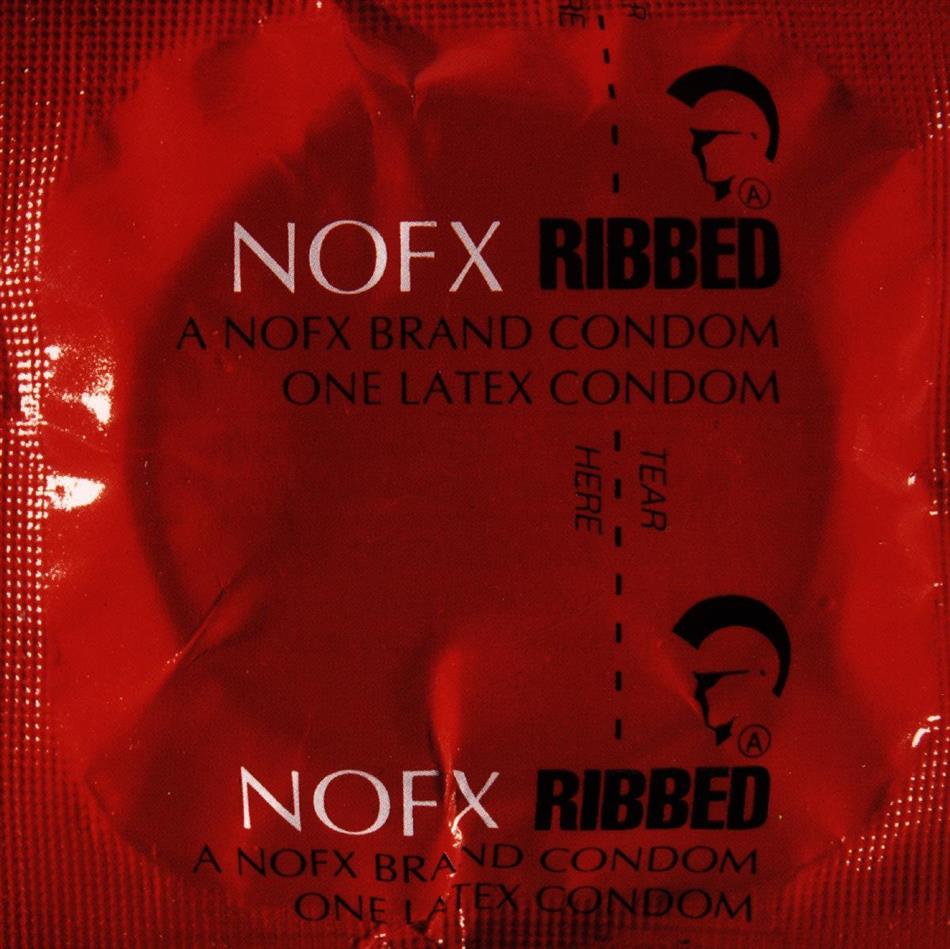 NOFX RIBBED
A NOFX BRAND CONDOM
ONE LATEX CONDOM
TEAR
HERE
NOFX RIBBED
A NOFX BRAND CONDOM
ONE LATEX CONDOM